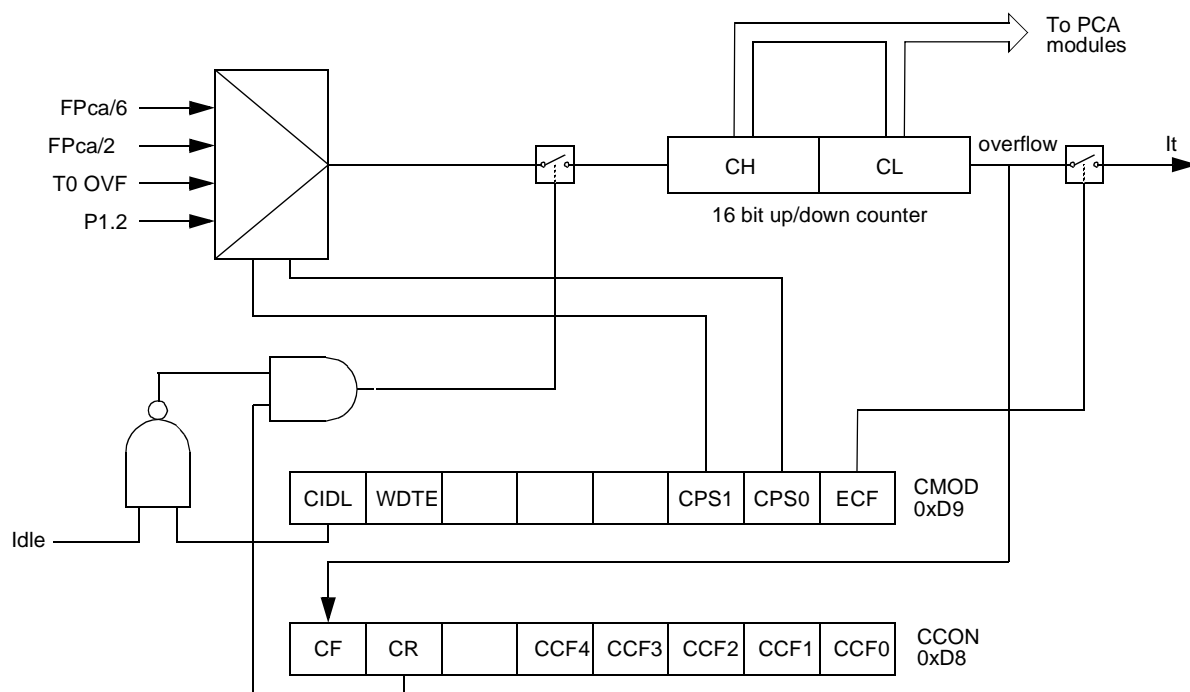 To PCA
modules
FPca/6
FPca/2
T0 OVF
P1.2
CH
CL
overflow
It
16 bit up/down counter
CIDL
WDTE
CPS1
CPS0
ECF
CMOD
0xD9
Idle
CF
CR
CCF4
CCF3
CCF2
CCF1
CCF0
CCON
0xD8